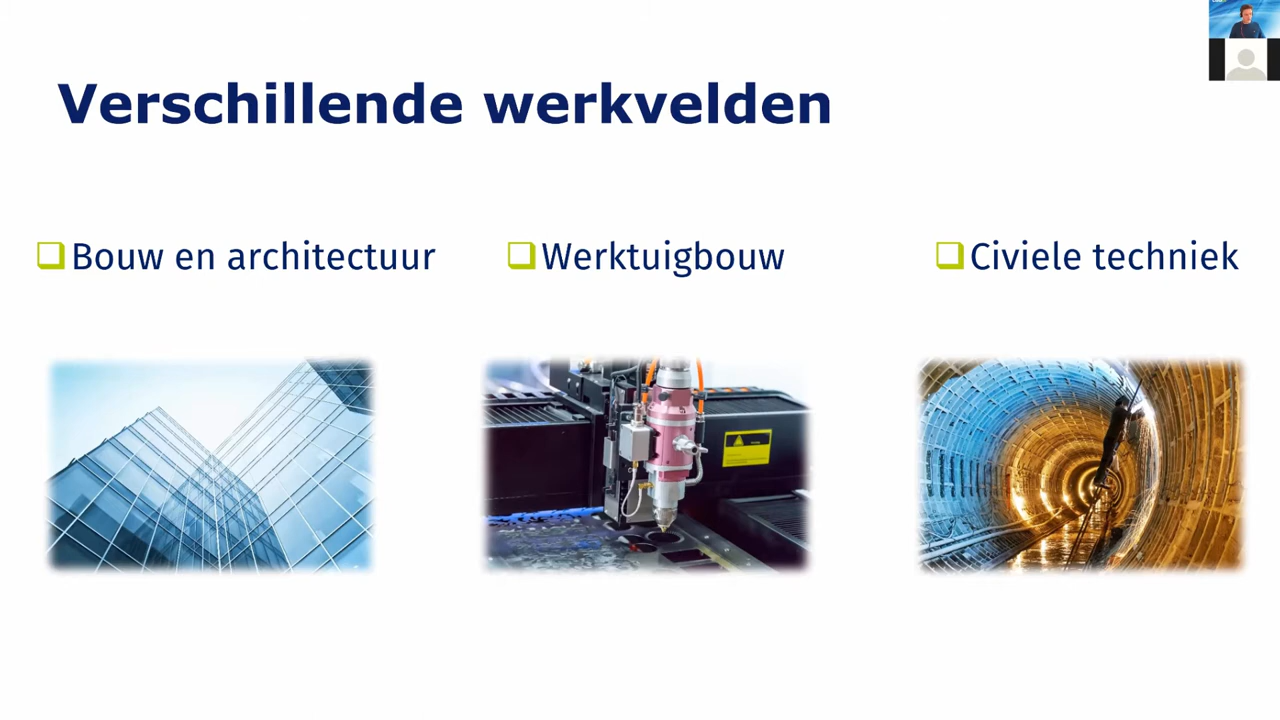 Verschillende werkvelden
Bouw en architectuur
Werktuigbouw
Civiele techniek